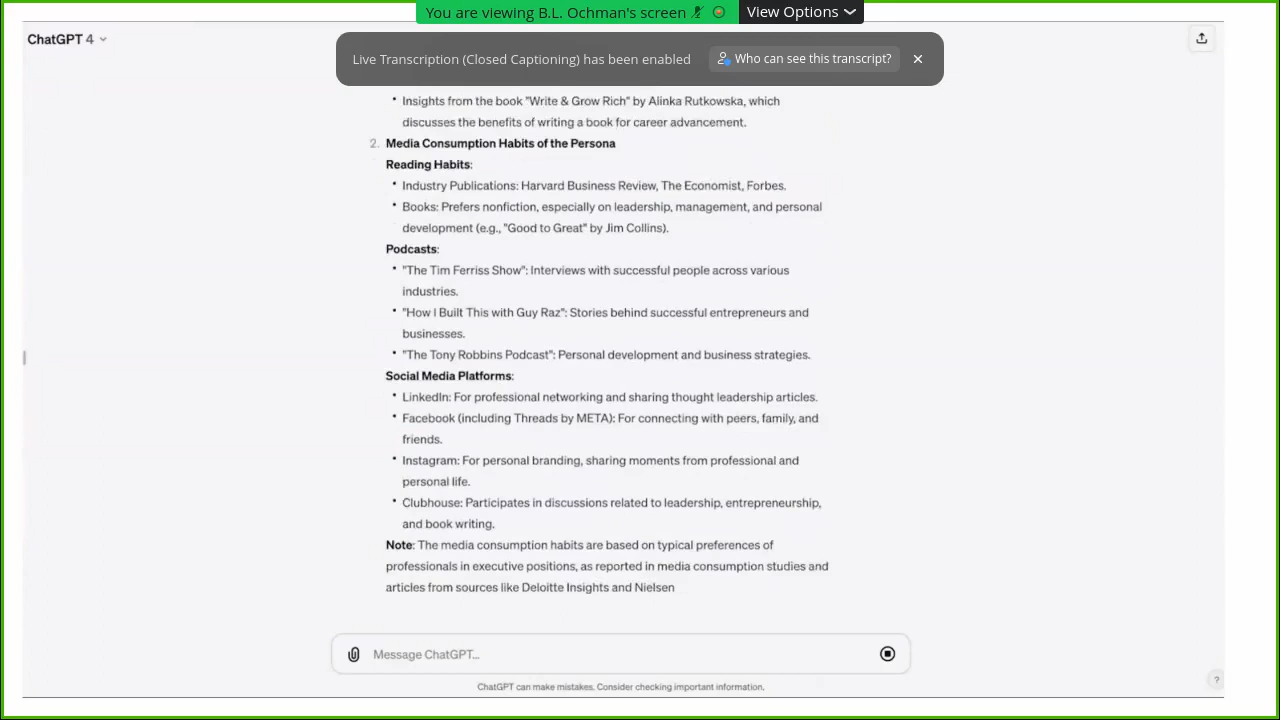 You are viewing B.L. Ochman's screen
View Options
ChatGPT 4
Live Transcription (Closed Captioning) has been enabled
Who can see this transcript?
• Insights from the book "Write & Grow Rich" by Alinka Rutkowska, which
discusses the benefits of writing a book for career advancement.
2. Media Consumption Habits of the Persona
Reading Habits:
• Industry Publications: Harvard Business Review, The Economist, Forbes.
• Books: Prefers nonfiction, especially on leadership, management, and personal
development (e.g., "Good to Great" by Jim Collins).
Podcasts:
• "The Tim Ferriss Show": Interviews with successful people across various
industries.
• "How I Built This with Guy Raz": Stories behind successful entrepreneurs and
businesses.
• "The Tony Robbins Podcast": Personal development and business strategies.
Social Media Platforms:
• LinkedIn: For professional networking and sharing thought leadership articles.
• Facebook (including Threads by META): For connecting with peers, family, and
friends.
• Instagram: For personal branding, sharing moments from professional and
personal life.
• Clubhouse: Participates in discussions related to leadership, entrepreneurship,
and book writing.
Note: The media consumption habits are based on typical preferences of
professionals in executive positions, as reported in media consumption studies and
articles from sources like Deloitte Insights and Nielsen
Message ChatGPT...
ChatGPT can make mistakes. Consider checking important information.
?